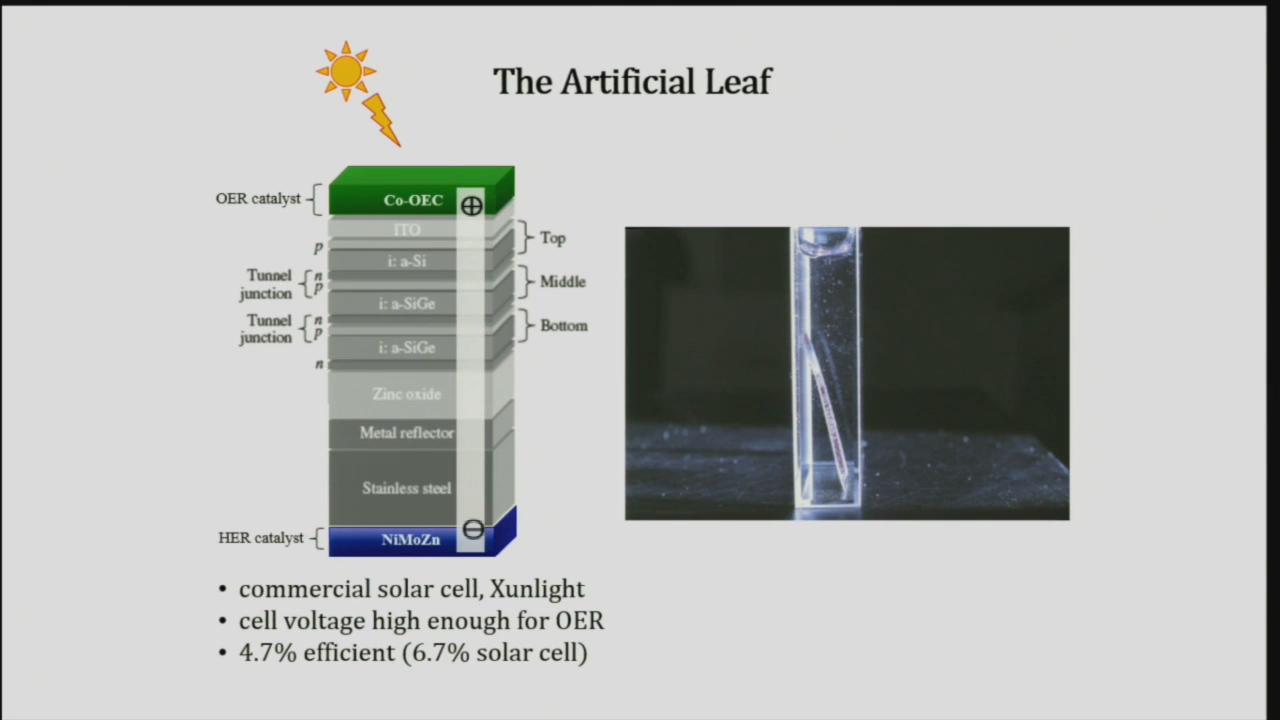 The Artificial Leaf
OER catalyst
Co-OEC
ITO
Top
p
i: a-Si
Tunnel
junction
n
p
Middle
i: a-SiGe
Tunnel
junction
n
p
Bottom
i: a-SiGe
n
Zinc oxide
Metal reflector
Stainless steel
HER catalyst
NiMoZn
• commercial solar cell, Xunlight
• cell voltage high enough for OER
• 4.7% efficient (6.7% solar cell)